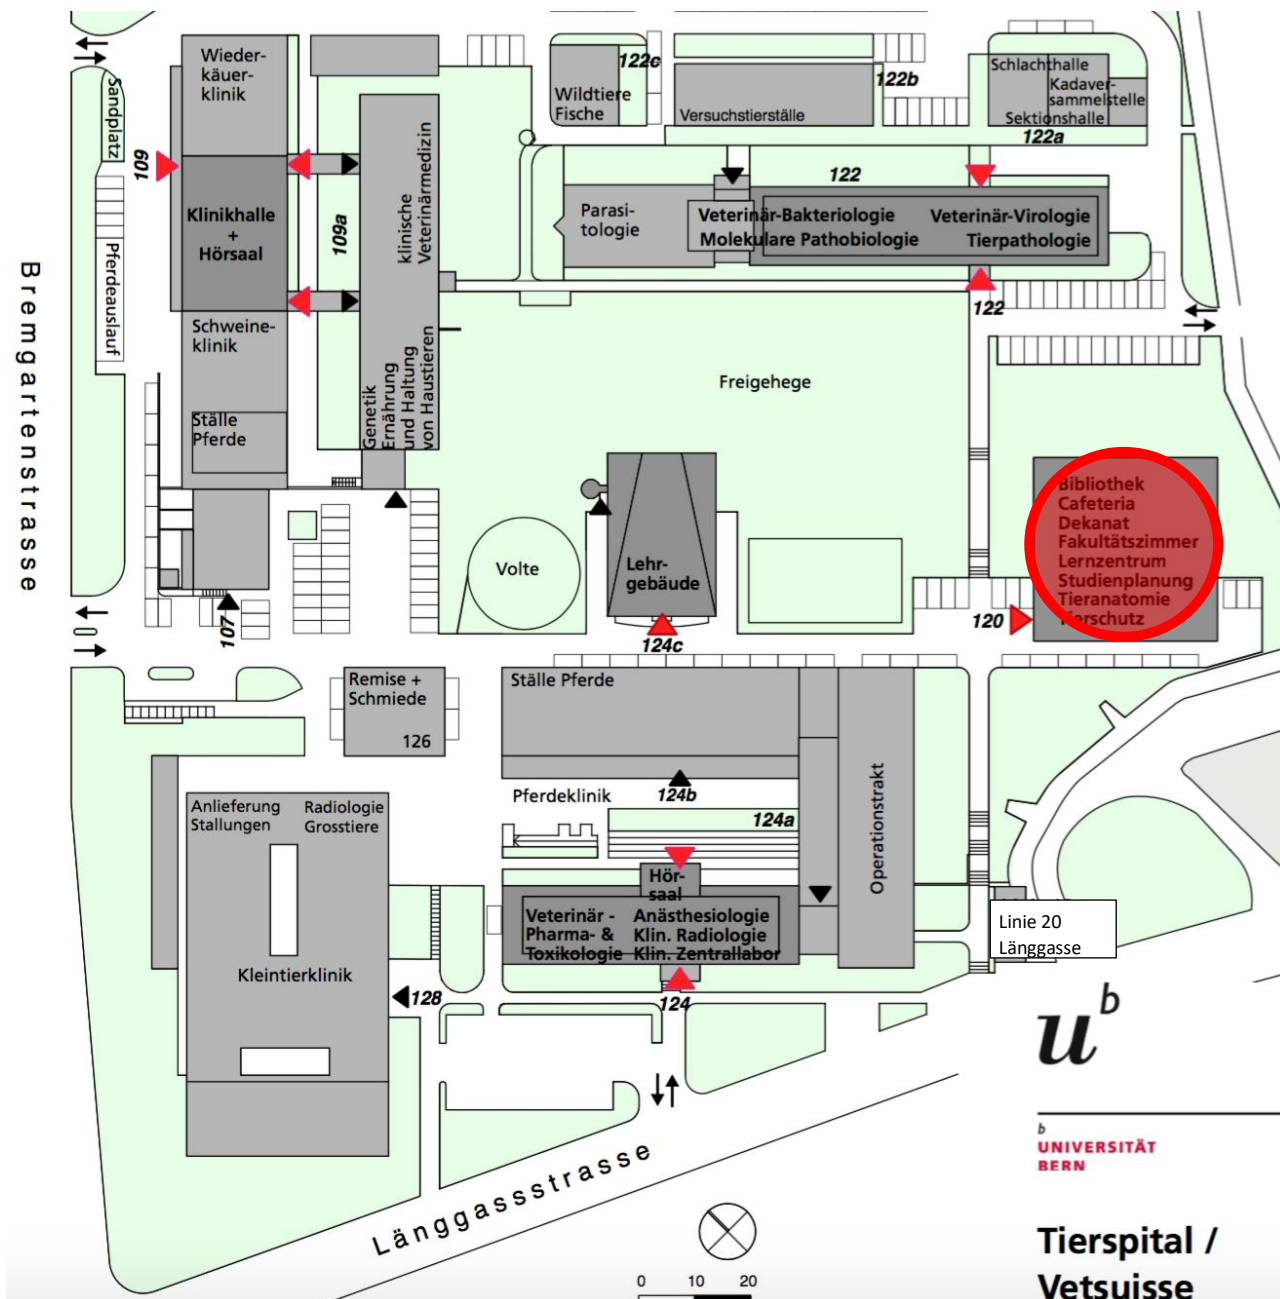 Bremgartenstrasse
Sandplatz
Pferdeauslauf
109
Wieder-
käuer-
klinik
Klinikhalle
+
Hörsaal
Schweine-
klinik
Ställe
Pferde
109a
klinische
Veterinärmedizin
Genetik
Ernährung
und Haltung
von Haustieren
107
Wildtiere
Fische
122c
Versuchstierställe
122b
Schlachthalle
Kadaver-
sammelstelle
Sektionshalle
122a
122
Parasi-
tologie
Veterinär-Bakteriologie
Molekulare Pathobiologie
Veterinär-Virologie
Tierpathologie
122
Freigehege
Volte
Lehr-
gebäude
124c
Bibliothek
Cafeteria
Dekanat
Fakultätszimmer
Lernzentrum
Studienplanung
Tieranatomie
Tierschutz
120
Remise +
Schmiede
126
Ställe Pferde
Pferdeklinik
124b
124a
Operationstrakt
Anlieferung
Stallungen
Radiologie
Grosstiere
Kleintierklinik
128
Hör-
saal
Veterinär -
Pharma- &
Toxikologie
Anästhesiologie
Klin. Radiologie
Klin. Zentrallabor
124
Linie 20
Länggasse
Länggassstrasse
0 10 20
u b
b
UNIVERSITÄT
BERN
Tierspital /
Vetsuisse